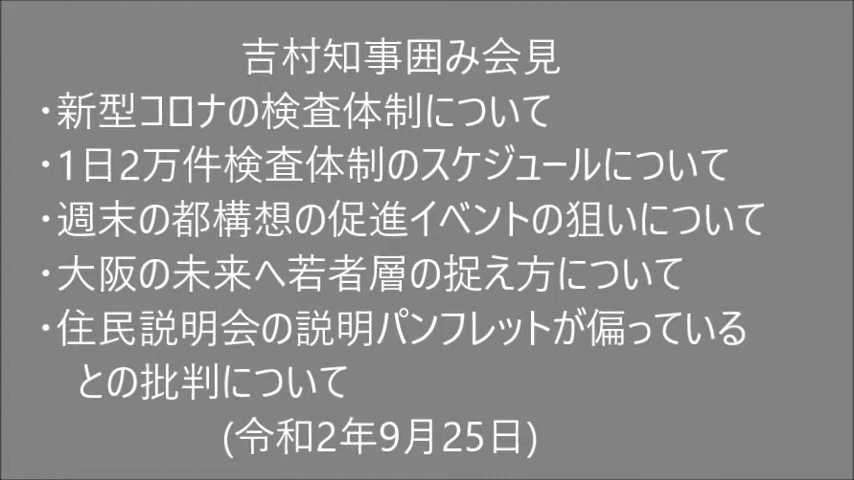 吉村知事囲み会見
・新型コロナの検査体制について
・1日2万件検査体制のスケジュールについて
・週末の都構想の促進イベントの狙いについて
・大阪の未来へ若者層の捉え方について
・住民説明会の説明パンフレットが偏っている
との批判について
(令和2年9月25日)